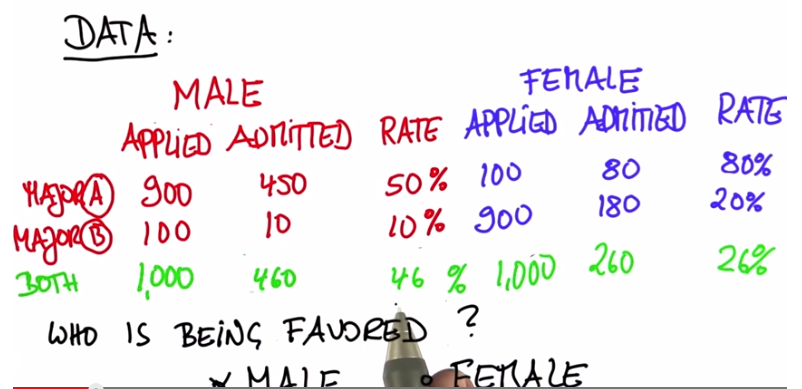 DATA:
MALE FEMALE
APPLIED ADMITTED RATE APPLIED ADMITTED RATE
MAJOR A 900 450 50% 100 80 80%
MAJOR B 100 10 10% 900 180 20%
BOTH 1,000 460 46 % 1,000 260 26%
WHO IS BEING FAVORED ?
MALE FEMALE